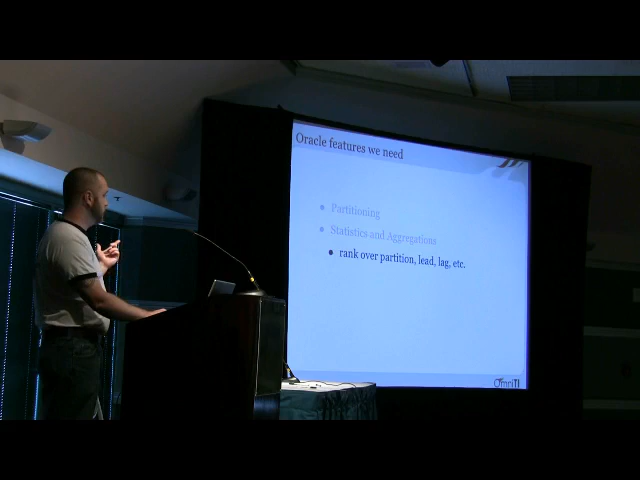 Oracle features we need
Partitioning
Statistics and Aggregations
rank over partition, lead, lag, etc.
OmniTI